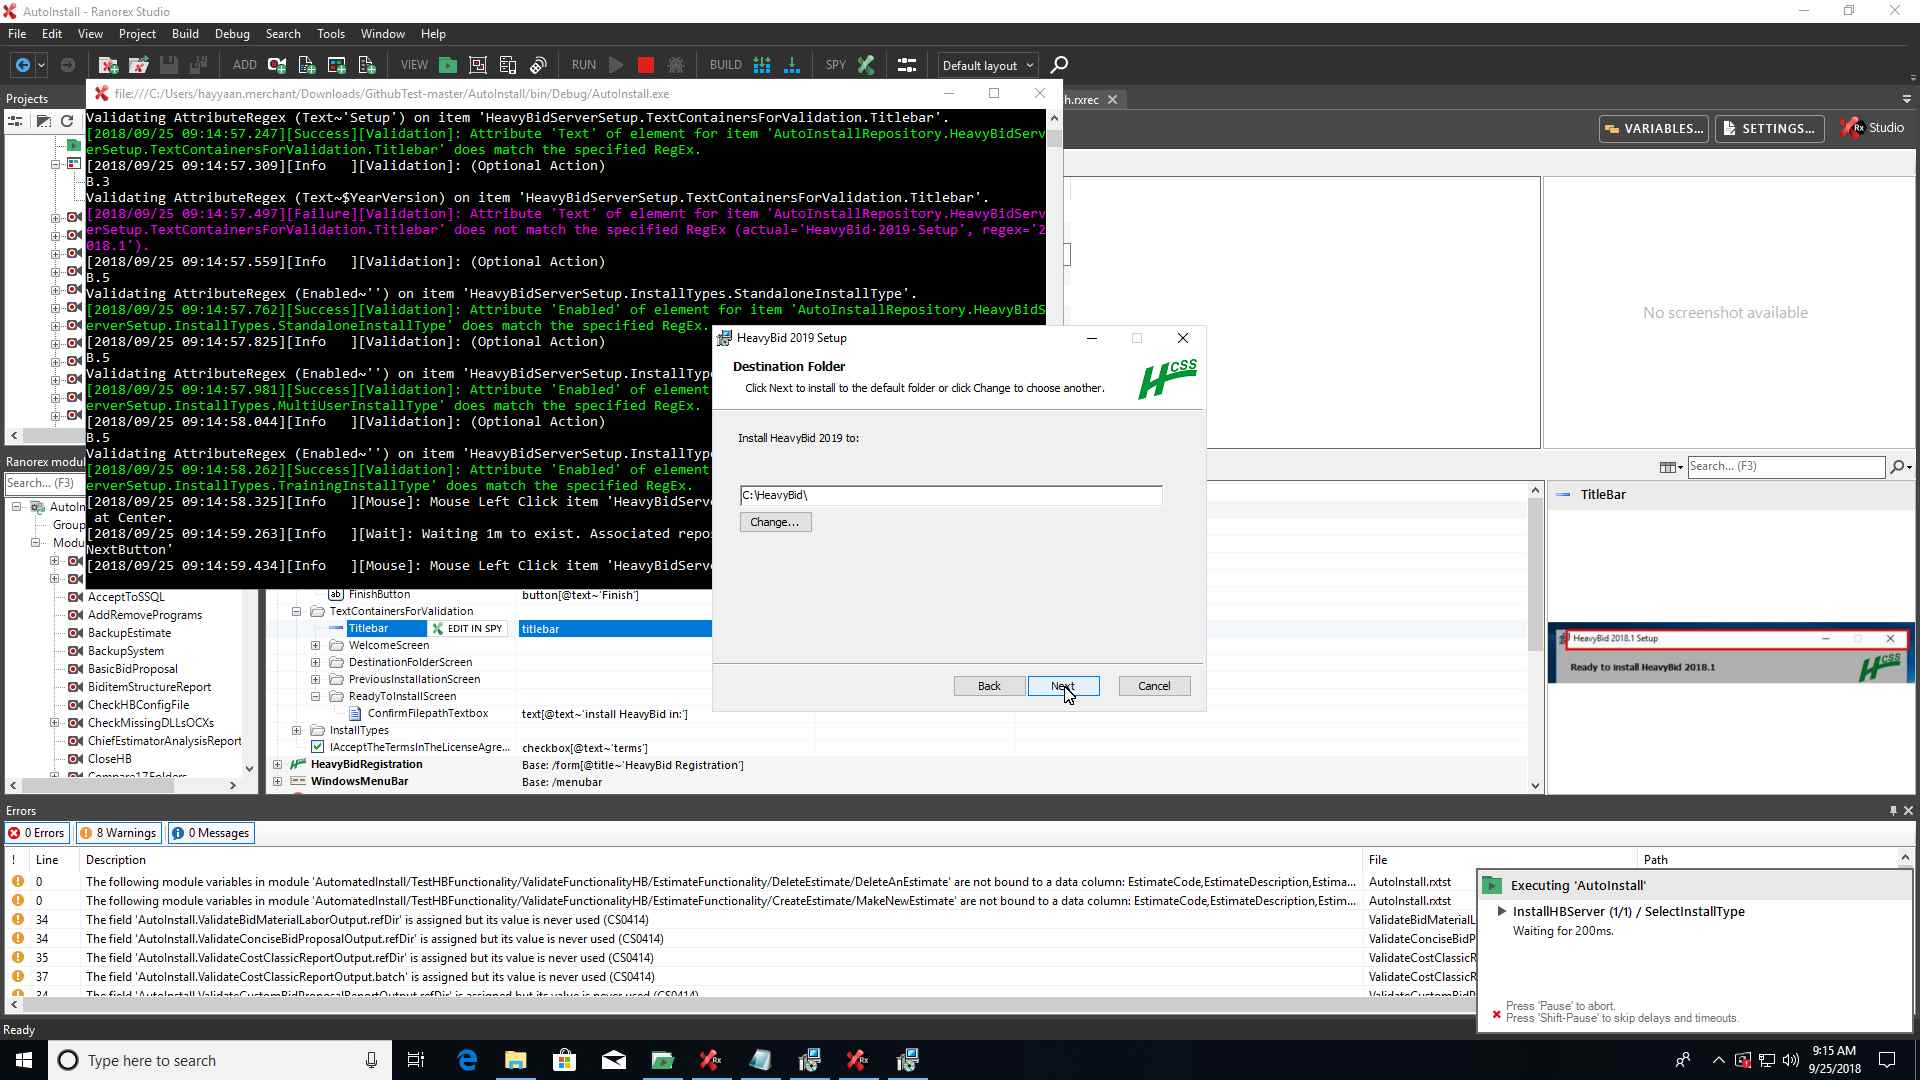 AutoInstall - Ranorex Studio
File Edit View Project Build Debug Search Tools Window Help
ADD VIEW RUN BUILD SPY Default layout
Projects
file:///C:/Users/hayyaan.merchant/Downloads/GithubTest-master/AutoInstall/bin/Debug/AutoInstall.exe
h.rxrec
VARIABLES... SETTINGS... Rx Studio
Validating AttributeRegex (Text~'Setup') on item 'HeavyBidServerSetup.TextContainersForValidation.Titlebar'.
[2018/09/25 09:14:57.247][Success][Validation]: Attribute 'Text' of element for item 'AutoInstallRepository.HeavyBidServ
erSetup.TextContainersForValidation.Titlebar' does match the specified RegEx.
[2018/09/25 09:14:57.309][Info   ][Validation]: (Optional Action)
B.3
Validating AttributeRegex (Text~$YearVersion) on item 'HeavyBidServerSetup.TextContainersForValidation.Titlebar'.
[2018/09/25 09:14:57.497][Failure][Validation]: Attribute 'Text' of element for item 'AutoInstallRepository.HeavyBidServ
erSetup.TextContainersForValidation.Titlebar' does not match the specified RegEx (actual='HeavyBid·2019·Setup', regex='2
018.1').
[2018/09/25 09:14:57.559][Info   ][Validation]: (Optional Action)
B.5
Validating AttributeRegex (Enabled~'') on item 'HeavyBidServerSetup.InstallTypes.StandaloneInstallType'.
[2018/09/25 09:14:57.762][Success][Validation]: Attribute 'Enabled' of element for item 'AutoInstallRepository.HeavyBidS
erverSetup.InstallTypes.StandaloneInstallType' does match the specified RegEx.
[2018/09/25 09:14:57.825][Info   ][Validation]: (Optional Action)
B.5
Validating AttributeRegex (Enabled~'') on item 'HeavyBidServerSetup.InstallTyp
[2018/09/25 09:14:57.981][Success][Validation]: Attribute 'Enabled' of element
erverSetup.InstallTypes.MultiUserInstallType' does match the specified RegEx.
[2018/09/25 09:14:58.044][Info   ][Validation]: (Optional Action)
B.5
Validating AttributeRegex (Enabled~'') on item 'HeavyBidServerSetup.InstallTyp
[2018/09/25 09:14:58.262][Success][Validation]: Attribute 'Enabled' of element
erverSetup.InstallTypes.TrainingInstallType' does match the specified RegEx.
[2018/09/25 09:14:58.325][Info   ][Mouse]: Mouse Left Click item 'HeavyBidServ
at Center.
[2018/09/25 09:14:59.263][Info   ][Wait]: Waiting 1m to exist. Associated repo
NextButton'
[2018/09/25 09:14:59.434][Info   ][Mouse]: Mouse Left Click item 'HeavyBidServ
HeavyBid 2019 Setup
Destination Folder
Click Next to install to the default folder or click Change to choose another.
HCSS
Install HeavyBid 2019 to:
C:\HeavyBid\
Change...
Back Next Cancel
No screenshot available
Search... (F3)
TitleBar
HeavyBid 2018.1 Setup
Ready to install HeavyBid 2018.1
HCSS
Ranorex modul
Search... (F3)
AutoIn
Group
Modu
AcceptToSSQL
AddRemovePrograms
BackupEstimate
BackupSystem
BasicBidProposal
BiditemStructureReport
CheckHBConfigFile
CheckMissingDLLsOCXs
ChiefEstimatorAnalysisReport
CloseHB
Compare17Folders
FinishButton button[@text~'Finish']
TextContainersForValidation
Titlebar EDIT IN SPY titlebar
WelcomeScreen
DestinationFolderScreen
PreviousInstallationScreen
ReadyToInstallScreen
ConfirmFilepathTextbox text[@text~'install HeavyBid in:']
InstallTypes
IAcceptTheTermsInTheLicenseAgre... checkbox[@text~'terms']
HeavyBidRegistration Base: /form[@title~'HeavyBid Registration']
WindowsMenuBar Base: /menubar
Errors
0 Errors 8 Warnings 0 Messages
! Line Description File Path
0 The following module variables in module 'AutomatedInstall/TestHBFunctionality/ValidateFunctionalityHB/EstimateFunctionality/DeleteEstimate/DeleteAnEstimate' are not bound to a data column: EstimateCode,EstimateDescription,Estima... AutoInstall.rxtst
0 The following module variables in module 'AutomatedInstall/TestHBFunctionality/ValidateFunctionalityHB/EstimateFunctionality/CreateEstimate/MakeNewEstimate' are not bound to a data column: EstimateCode,EstimateDescription,Estim... AutoInstall.rxtst
34 The field 'AutoInstall.ValidateBidMaterialLaborOutput.refDir' is assigned but its value is never used (CS0414) ValidateBidMaterialL
34 The field 'AutoInstall.ValidateConciseBidProposalOutput.refDir' is assigned but its value is never used (CS0414) ValidateConciseBidP
35 The field 'AutoInstall.ValidateCostClassicReportOutput.refDir' is assigned but its value is never used (CS0414) ValidateCostClassicR
37 The field 'AutoInstall.ValidateCostClassicReportOutput.batch' is assigned but its value is never used (CS0414) ValidateCostClassicR
34 The field 'AutoInstall.ValidateCustomBidProposalReportOutput.refDir' is assigned but its value is never used (CS0414) ValidateCustomBidP
Executing 'AutoInstall'
InstallHBServer (1/1) / SelectInstallType
Waiting for 200ms.
Press 'Pause' to abort.
Press 'Shift-Pause' to skip delays and timeouts.
Ready
Type here to search
9:15 AM
9/25/2018